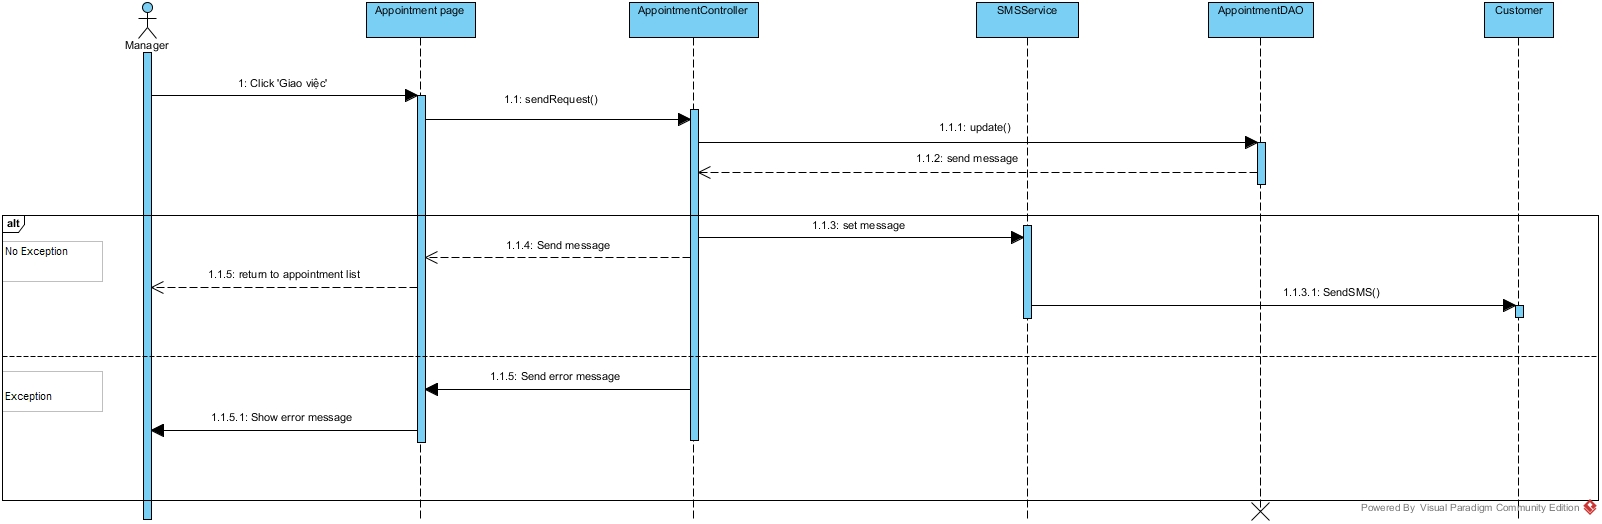 Manager
Appointment page
AppointmentController
SMSService
AppointmentDAO
Customer
1: Click 'Giao việc'
1.1: sendRequest()
1.1.1: update()
1.1.2: send message
alt
No Exception
1.1.3: set message
1.1.4: Send message
1.1.5: return to appointment list
1.1.3.1: SendSMS()
Exception
1.1.5: Send error message
1.1.5.1: Show error message
Powered By Visual Paradigm Community Edition